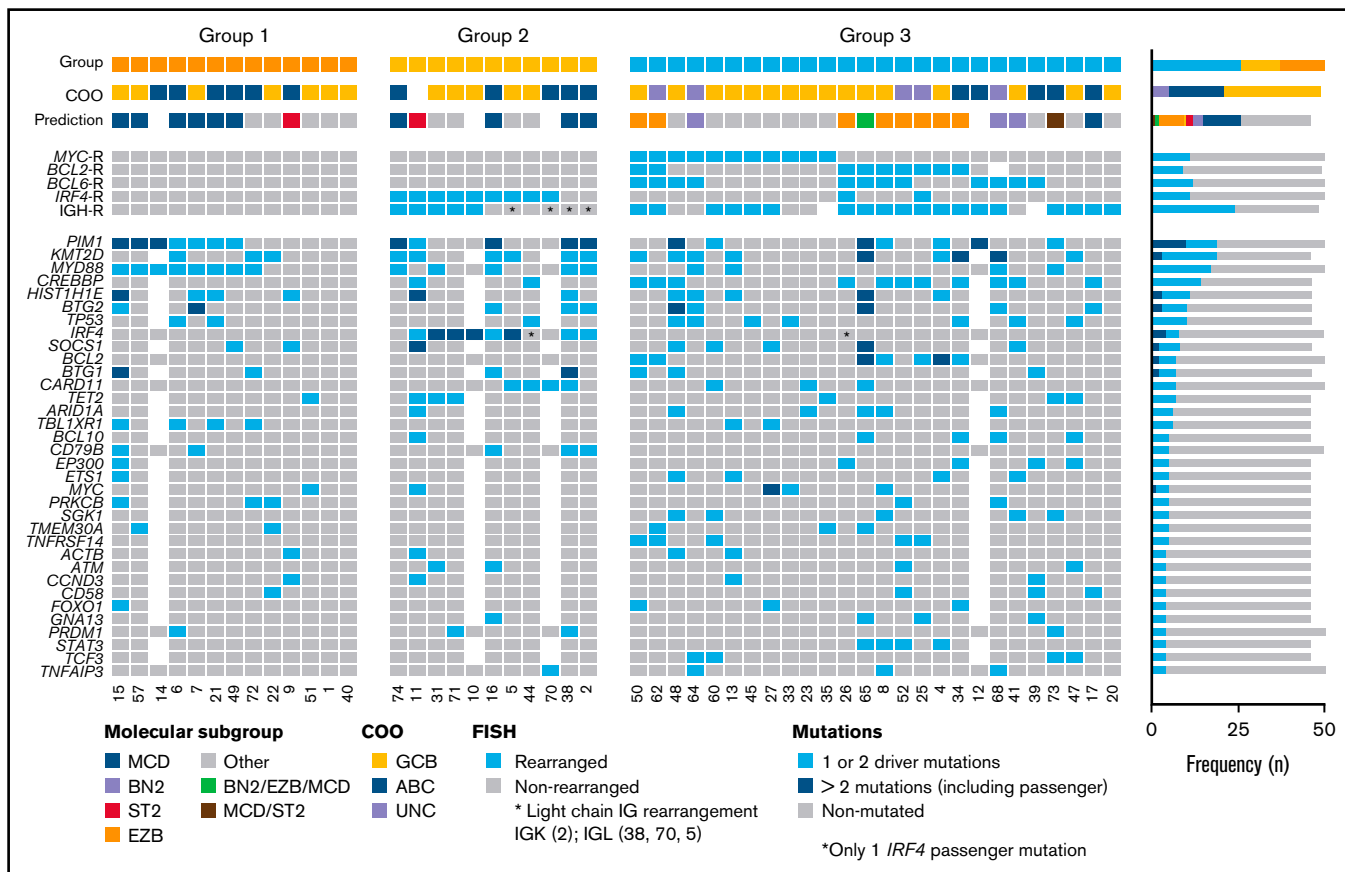 Group 1 Group 2 Group 3
Group
COO
Prediction
MYC-R
BCL2-R
BCL6-R
IRF4-R
IGH-R * * * *
PIM1
KMT2D
MYD88
CREBBP
HIST1H1E
BTG2
TP53
IRF4 * *
SOCS1
BCL2
BTG1
CARD11
TET2
ARID1A
TBL1XR1
BCL10
CD79B
EP300
ETS1
MYC
PRKCB
SGK1
TMEM30A
TNFRSF14
ACTB
ATM
CCND3
CD58
FOXO1
GNA13
PRDM1
STAT3
TCF3
TNFAIP3
15 57 14 6 7 21 49 72 22 9 51 1 40 74 11 31 71 10 16 5 44 70 38 2 50 62 48 64 60 13 45 27 33 23 35 26 65 8 52 25 4 34 12 68 41 39 73 47 17 20
0 25 50
Frequency (n)
Molecular subgroup
MCD
BN2
ST2
EZB
Other
BN2/EZB/MCD
MCD/ST2
COO
GCB
ABC
UNC
FISH
Rearranged
Non-rearranged
* Light chain IG rearrangement
IGK (2); IGL (38, 70, 5)
Mutations
1 or 2 driver mutations
> 2 mutations (including passenger)
Non-mutated
*Only 1 IRF4 passenger mutation